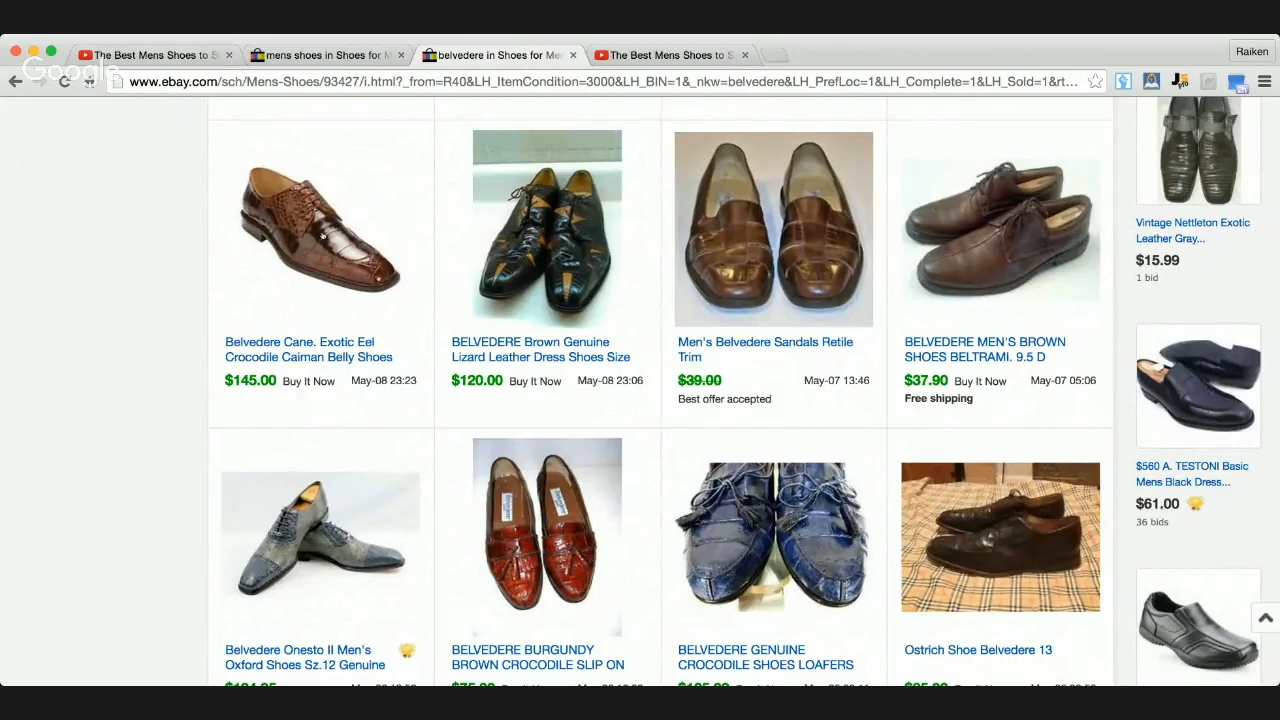 The Best Mens Shoes to S
mens shoes in Shoes for M
belvedere in Shoes for Me
The Best Mens Shoes to S
Raiken
Google
www.ebay.com/sch/Mens-Shoes/93427/i.html?_from=R40&LH_ItemCondition=3000&LH_BIN=1&_nkw=belvedere&LH_PrefLoc=1&LH_Complete=1&LH_Sold=1&rt...
Belvedere Cane. Exotic Eel
Crocodile Caiman Belly Shoes
$145.00 Buy It Now May-08 23:23
BELVEDERE Brown Genuine
Lizard Leather Dress Shoes Size
$120.00 Buy It Now May-08 23:06
Men's Belvedere Sandals Retile
Trim
$39.00 May-07 13:46
Best offer accepted
BELVEDERE MEN'S BROWN
SHOES BELTRAMI. 9.5 D
$37.90 Buy It Now May-07 05:06
Free shipping
Belvedere Onesto II Men's
Oxford Shoes Sz.12 Genuine
BELVEDERE BURGUNDY
BROWN CROCODILE SLIP ON
BELVEDERE GENUINE
CROCODILE SHOES LOAFERS
Ostrich Shoe Belvedere 13
Vintage Nettleton Exotic
Leather Gray...
$15.99
1 bid
$560 A. TESTONI Basic
Mens Black Dress...
$61.00
36 bids